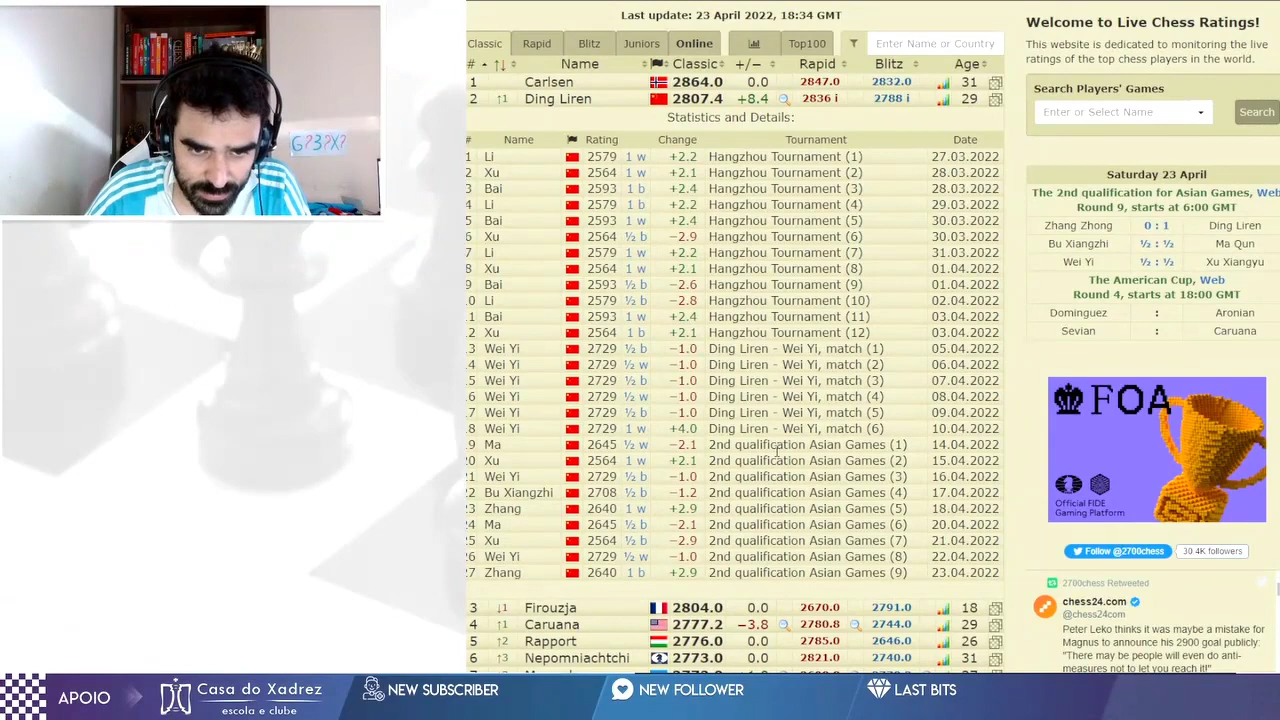 G?3?X?
Last update: 23 April 2022, 18:34 GMT
Classic Rapid Blitz Juniors Online Top100 Enter Name or Country
# Name Classic +/− Rapid Blitz Age
1 Carlsen 2864.0 0.0 2847.0 2832.0 31
2 ↑1 Ding Liren 2807.4 +8.4 2836 i 2788 i 29
Statistics and Details:
# Name Rating Change Tournament Date
1 Li 2579 1 w +2.2 Hangzhou Tournament (1) 27.03.2022
2 Xu 2564 1 w +2.1 Hangzhou Tournament (2) 28.03.2022
3 Bai 2593 1 b +2.4 Hangzhou Tournament (3) 28.03.2022
4 Li 2579 1 b +2.2 Hangzhou Tournament (4) 29.03.2022
5 Bai 2593 1 w +2.4 Hangzhou Tournament (5) 30.03.2022
6 Xu 2564 ½ b −2.9 Hangzhou Tournament (6) 30.03.2022
7 Li 2579 1 w +2.2 Hangzhou Tournament (7) 31.03.2022
8 Xu 2564 1 w +2.1 Hangzhou Tournament (8) 01.04.2022
9 Bai 2593 ½ b −2.6 Hangzhou Tournament (9) 01.04.2022
10 Li 2579 ½ b −2.8 Hangzhou Tournament (10) 02.04.2022
11 Bai 2593 1 w +2.4 Hangzhou Tournament (11) 03.04.2022
12 Xu 2564 1 b +2.1 Hangzhou Tournament (12) 03.04.2022
13 Wei Yi 2729 ½ b −1.0 Ding Liren - Wei Yi, match (1) 05.04.2022
14 Wei Yi 2729 ½ w −1.0 Ding Liren - Wei Yi, match (2) 06.04.2022
15 Wei Yi 2729 ½ w −1.0 Ding Liren - Wei Yi, match (3) 07.04.2022
16 Wei Yi 2729 ½ b −1.0 Ding Liren - Wei Yi, match (4) 08.04.2022
17 Wei Yi 2729 ½ b −1.0 Ding Liren - Wei Yi, match (5) 09.04.2022
18 Wei Yi 2729 1 w +4.0 Ding Liren - Wei Yi, match (6) 10.04.2022
19 Ma 2645 ½ w −2.1 2nd qualification Asian Games (1) 14.04.2022
20 Xu 2564 1 w +2.1 2nd qualification Asian Games (2) 15.04.2022
21 Wei Yi 2729 ½ b −1.0 2nd qualification Asian Games (3) 16.04.2022
22 Bu Xiangzhi 2708 ½ b −1.2 2nd qualification Asian Games (4) 17.04.2022
23 Zhang 2640 1 w +2.9 2nd qualification Asian Games (5) 18.04.2022
24 Ma 2645 ½ b −2.1 2nd qualification Asian Games (6) 20.04.2022
25 Xu 2564 ½ b −2.9 2nd qualification Asian Games (7) 21.04.2022
26 Wei Yi 2729 ½ w −1.0 2nd qualification Asian Games (8) 22.04.2022
27 Zhang 2640 1 b +2.9 2nd qualification Asian Games (9) 23.04.2022
3 ↓1 Firouzja 2804.0 0.0 2670.0 2791.0 18
4 ↑1 Caruana 2777.2 −3.8 2780.8 2744.0 29
5 ↑2 Rapport 2776.0 0.0 2785.0 2646.0 26
6 ↑3 Nepomniachtchi 2773.0 0.0 2821.0 2740.0 31
Welcome to Live Chess Ratings!
This website is dedicated to monitoring the live
ratings of the top chess players in the world.
Search Players' Games
Enter or Select Name Search
Saturday 23 April
The 2nd qualification for Asian Games, Web
Round 9, starts at 6:00 GMT
Zhang Zhong 0 : 1 Ding Liren
Bu Xiangzhi ½ : ½ Ma Qun
Wei Yi ½ : ½ Xu Xiangyu
The American Cup, Web
Round 4, starts at 18:00 GMT
Dominguez : Aronian
Sevian : Caruana
FOA
Official FIDE
Gaming Platform
Follow @2700chess 30.4K followers
2700chess Retweeted
chess24.com
@chess24com
Peter Leko thinks it was maybe a mistake for
Magnus to announce his 2900 goal publicly:
"There may be people will even do anti-
measures not to let you reach it!"
APOIO
Casa do Xadrez
escola e clube
NEW SUBSCRIBER
NEW FOLLOWER
LAST BITS